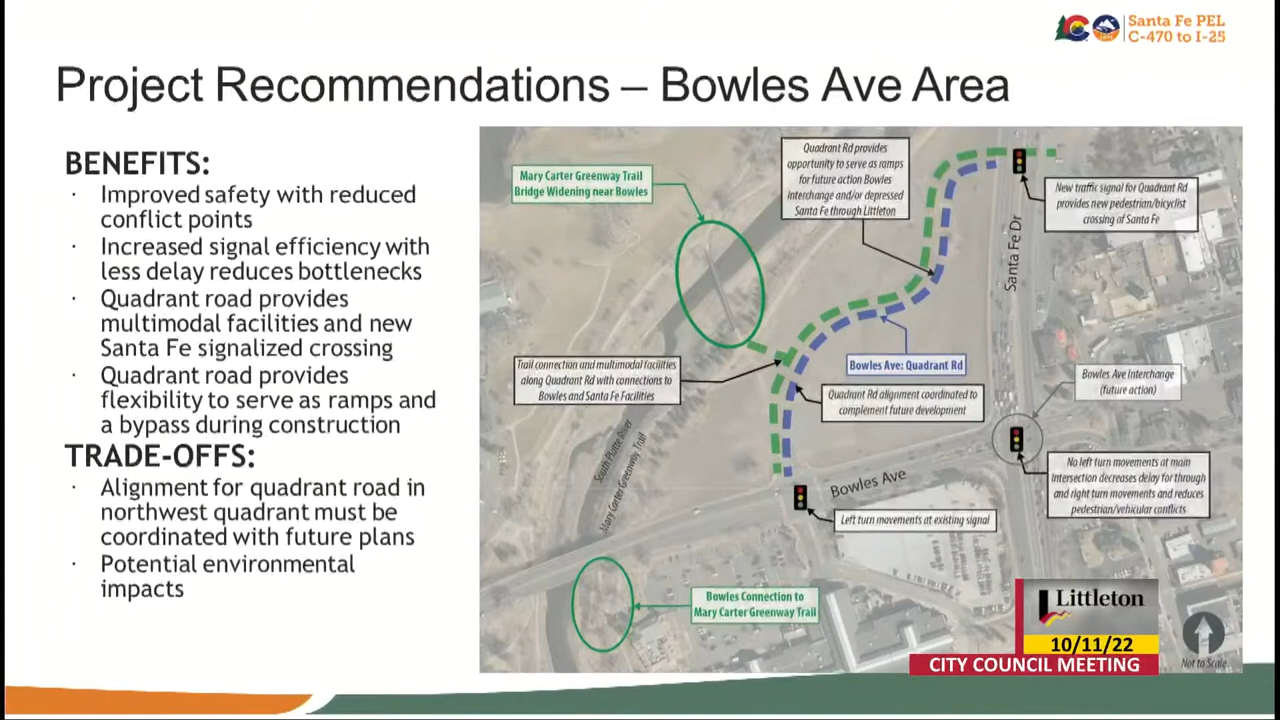 Santa Fe PEL
C-470 to I-25
Project Recommendations – Bowles Ave Area
BENEFITS:
· Improved safety with reduced
conflict points
· Increased signal efficiency with
less delay reduces bottlenecks
· Quadrant road provides
multimodal facilities and new
Santa Fe signalized crossing
· Quadrant road provides
flexibility to serve as ramps and
a bypass during construction
TRADE-OFFS:
· Alignment for quadrant road in
northwest quadrant must be
coordinated with future plans
· Potential environmental
impacts
Mary Carter Greenway Trail
Bridge Widening near Bowles
Quadrant Rd provides
opportunity to serve as ramps
for future action Bowles
interchange and/or depressed
Santa Fe through Littleton
New traffic signal for Quadrant Rd
provides new pedestrian/bicyclist
crossing of Santa Fe
Santa Fe Dr
Trail connection and multimodal facilities
along Quadrant Rd with connections to
Bowles and Santa Fe Facilities
Bowles Ave: Quadrant Rd
Quadrant Rd alignment coordinated to
complement future development
Bowles Ave Interchange
(future action)
South Platte River
Mary Carter Greenway Trail
Bowles Ave
No left turn movements at main
intersection decreases delay for through
and right turn movements and reduces
pedestrian/vehicular conflicts
Left turn movements at existing signal
Bowles Connection to
Mary Carter Greenway Trail
Littleton
10/11/22
CITY COUNCIL MEETING
Not to Scale